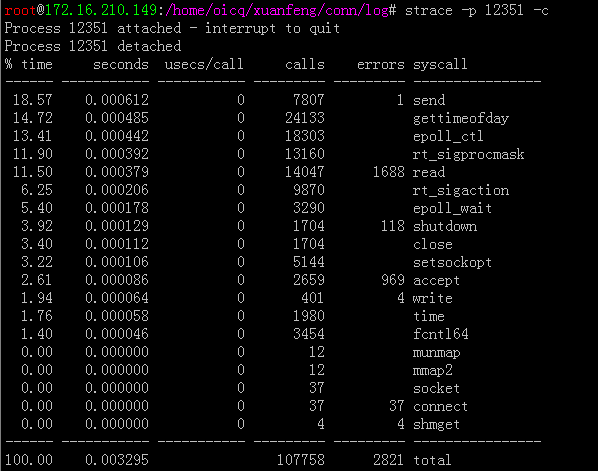 root@172.16.210.149:/home/oicq/xuanfeng/conn/log# strace -p 12351 -c
Process 12351 attached - interrupt to quit
Process 12351 detached
% time     seconds  usecs/call     calls    errors syscall
------ ----------- ----------- --------- --------- ----------------
 18.57    0.000612           0      7807         1 send
 14.72    0.000485           0     24133           gettimeofday
 13.41    0.000442           0     18303           epoll_ctl
 11.90    0.000392           0     13160           rt_sigprocmask
 11.50    0.000379           0     14047      1688 read
  6.25    0.000206           0      9870           rt_sigaction
  5.40    0.000178           0      3290           epoll_wait
  3.92    0.000129           0      1704       118 shutdown
  3.40    0.000112           0      1704           close
  3.22    0.000106           0      5144           setsockopt
  2.61    0.000086           0      2659       969 accept
  1.94    0.000064           0       401         4 write
  1.76    0.000058           0      1980           time
  1.40    0.000046           0      3454           fcntl64
  0.00    0.000000           0        12           munmap
  0.00    0.000000           0        12           mmap2
  0.00    0.000000           0        37           socket
  0.00    0.000000           0        37        37 connect
  0.00    0.000000           0         4         4 shmget
------ ----------- ----------- --------- --------- ----------------
100.00    0.003295                107758      2821 total